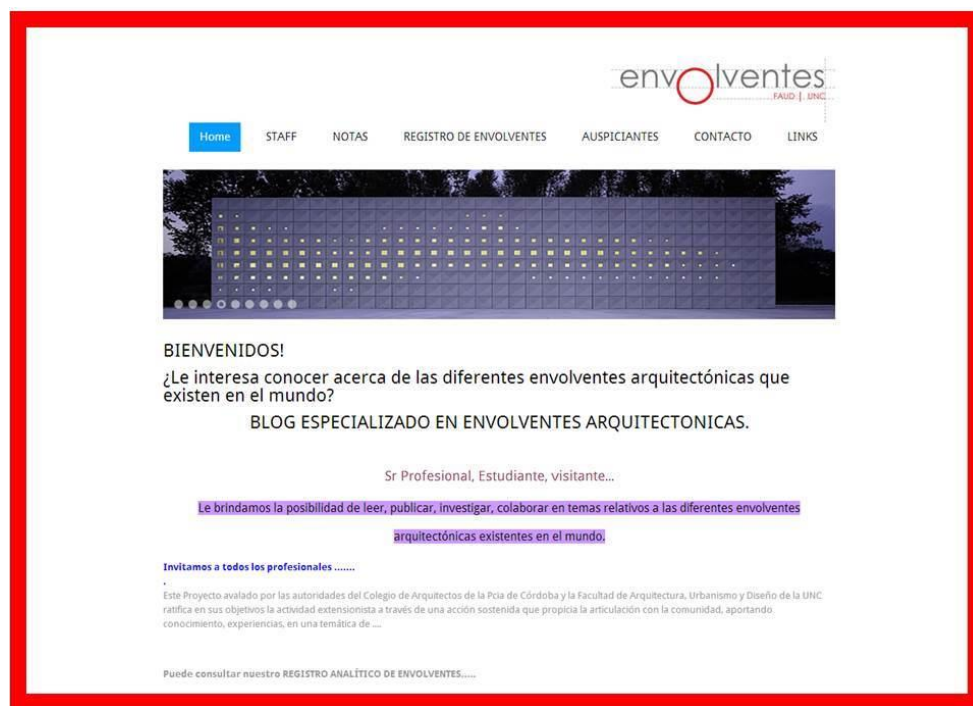 envolventes
FAUD | UNC
Home STAFF NOTAS REGISTRO DE ENVOLVENTES AUSPICIANTES CONTACTO LINKS
BIENVENIDOS!
¿Le interesa conocer acerca de las diferentes envolventes arquitectónicas que
existen en el mundo?
BLOG ESPECIALIZADO EN ENVOLVENTES ARQUITECTONICAS.
Sr Profesional, Estudiante, visitante...
Le brindamos la posibilidad de leer, publicar, investigar, colaborar en temas relativos a las diferentes envolventes
arquitectónicas existentes en el mundo.
Invitamos a todos los profesionales .......
.
Este Proyecto avalado por las autoridades del Colegio de Arquitectos de la Pcia de Córdoba y la Facultad de Arquitectura, Urbanismo y Diseño de la UNC
ratifica en sus objetivos la actividad extensionista a través de una acción sostenida que propicia la articulación con la comunidad, aportando
conocimiento, experiencias, en una temática de ....
Puede consultar nuestro REGISTRO ANALÍTICO DE ENVOLVENTES.....